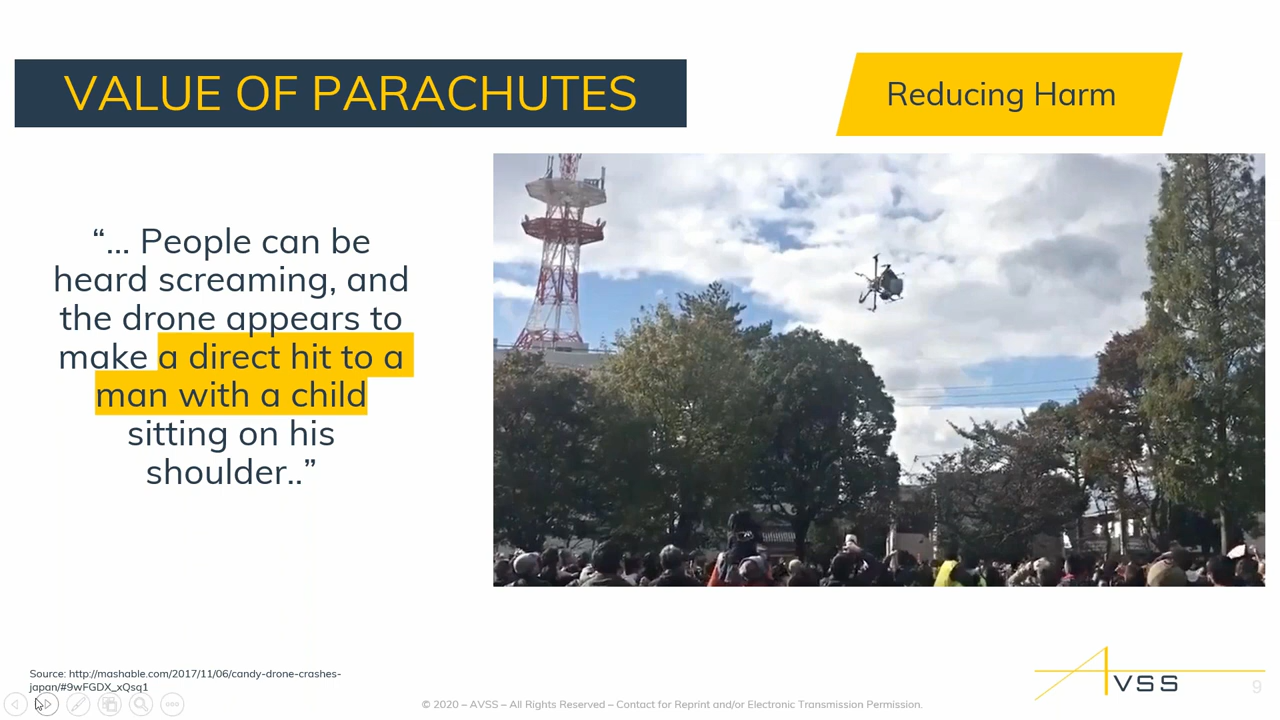 VALUE OF PARACHUTES
Reducing Harm
“... People can be
heard screaming, and
the drone appears to
make a direct hit to a
man with a child
sitting on his
shoulder..”
Source: http://mashable.com/2017/11/06/candy-drone-crashes-
japan/#9wFGDX_xQsq1
© 2020 – AVSS – All Rights Reserved – Contact for Reprint and/or Electronic Transmission Permission.
AVSS
9